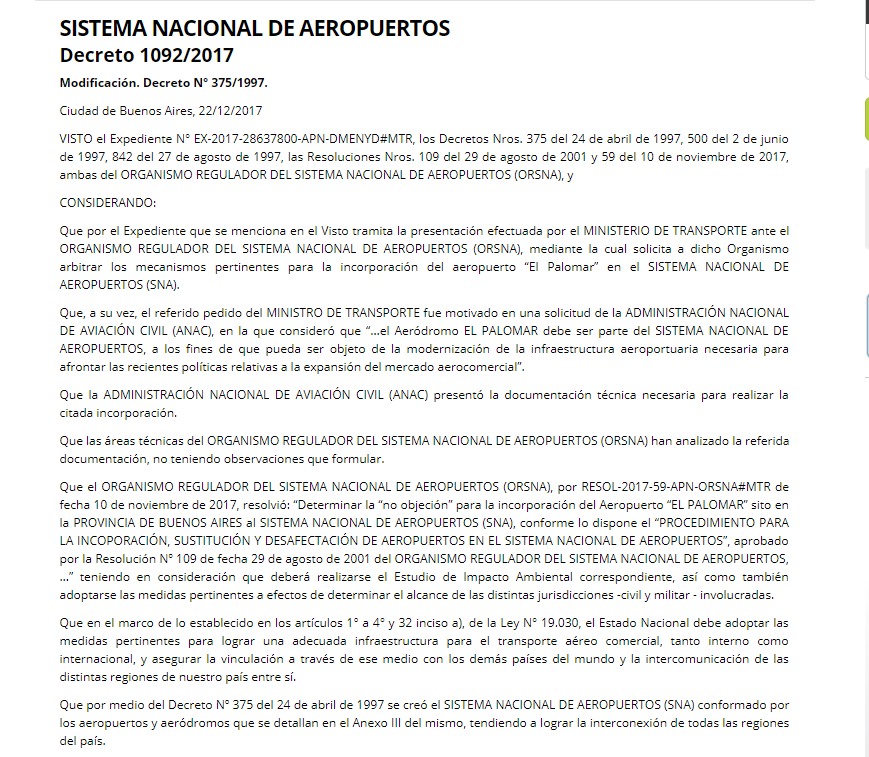 SISTEMA NACIONAL DE AEROPUERTOS
Decreto 1092/2017
Modificación. Decreto N° 375/1997.
Ciudad de Buenos Aires, 22/12/2017
VISTO el Expediente N° EX-2017-28637800-APN-DMENYD#MTR, los Decretos Nros. 375 del 24 de abril de 1997, 500 del 2 de junio
de 1997, 842 del 27 de agosto de 1997, las Resoluciones Nros. 109 del 29 de agosto de 2001 y 59 del 10 de noviembre de 2017,
ambas del ORGANISMO REGULADOR DEL SISTEMA NACIONAL DE AEROPUERTOS (ORSNA), y
CONSIDERANDO:
Que por el Expediente que se menciona en el Visto tramita la presentación efectuada por el MINISTERIO DE TRANSPORTE ante el
ORGANISMO REGULADOR DEL SISTEMA NACIONAL DE AEROPUERTOS (ORSNA), mediante la cual solicita a dicho Organismo
arbitrar los mecanismos pertinentes para la incorporación del aeropuerto “El Palomar” en el SISTEMA NACIONAL DE
AEROPUERTOS (SNA).
Que, a su vez, el referido pedido del MINISTRO DE TRANSPORTE fue motivado en una solicitud de la ADMINISTRACIÓN NACIONAL
DE AVIACIÓN CIVIL (ANAC), en la que consideró que “...el Aeródromo EL PALOMAR debe ser parte del SISTEMA NACIONAL DE
AEROPUERTOS, a los fines de que pueda ser objeto de la modernización de la infraestructura aeroportuaria necesaria para
afrontar las recientes políticas relativas a la expansión del mercado aerocomercial”.
Que la ADMINISTRACIÓN NACIONAL DE AVIACIÓN CIVIL (ANAC) presentó la documentación técnica necesaria para realizar la
citada incorporación.
Que las áreas técnicas del ORGANISMO REGULADOR DEL SISTEMA NACIONAL DE AEROPUERTOS (ORSNA) han analizado la referida
documentación, no teniendo observaciones que formular.
Que el ORGANISMO REGULADOR DEL SISTEMA NACIONAL DE AEROPUERTOS (ORSNA), por RESOL-2017-59-APN-ORSNA#MTR de
fecha 10 de noviembre de 2017, resolvió: “Determinar la “no objeción” para la incorporación del Aeropuerto “EL PALOMAR” sito en
la PROVINCIA DE BUENOS AIRES al SISTEMA NACIONAL DE AEROPUERTOS (SNA), conforme lo dispone el “PROCEDIMIENTO PARA
LA INCOPORACIÓN, SUSTITUCIÓN Y DESAFECTACIÓN DE AEROPUERTOS EN EL SISTEMA NACIONAL DE AEROPUERTOS”, aprobado
por la Resolución N° 109 de fecha 29 de agosto de 2001 del ORGANISMO REGULADOR DEL SISTEMA NACIONAL DE AEROPUERTOS,
...” teniendo en consideración que deberá realizarse el Estudio de Impacto Ambiental correspondiente, así como también
adoptarse las medidas pertinentes a efectos de determinar el alcance de las distintas jurisdicciones -civil y militar - involucradas.
Que en el marco de lo establecido en los artículos 1° a 4° y 32 inciso a), de la Ley N° 19.030, el Estado Nacional debe adoptar las
medidas pertinentes para lograr una adecuada infraestructura para el transporte aéreo comercial, tanto interno como
internacional, y asegurar la vinculación a través de ese medio con los demás países del mundo y la intercomunicación de las
distintas regiones de nuestro país entre sí.
Que por medio del Decreto N° 375 del 24 de abril de 1997 se creó el SISTEMA NACIONAL DE AEROPUERTOS (SNA) conformado por
los aeropuertos y aeródromos que se detallan en el Anexo III del mismo, tendiendo a lograr la interconexión de todas las regiones
del país.